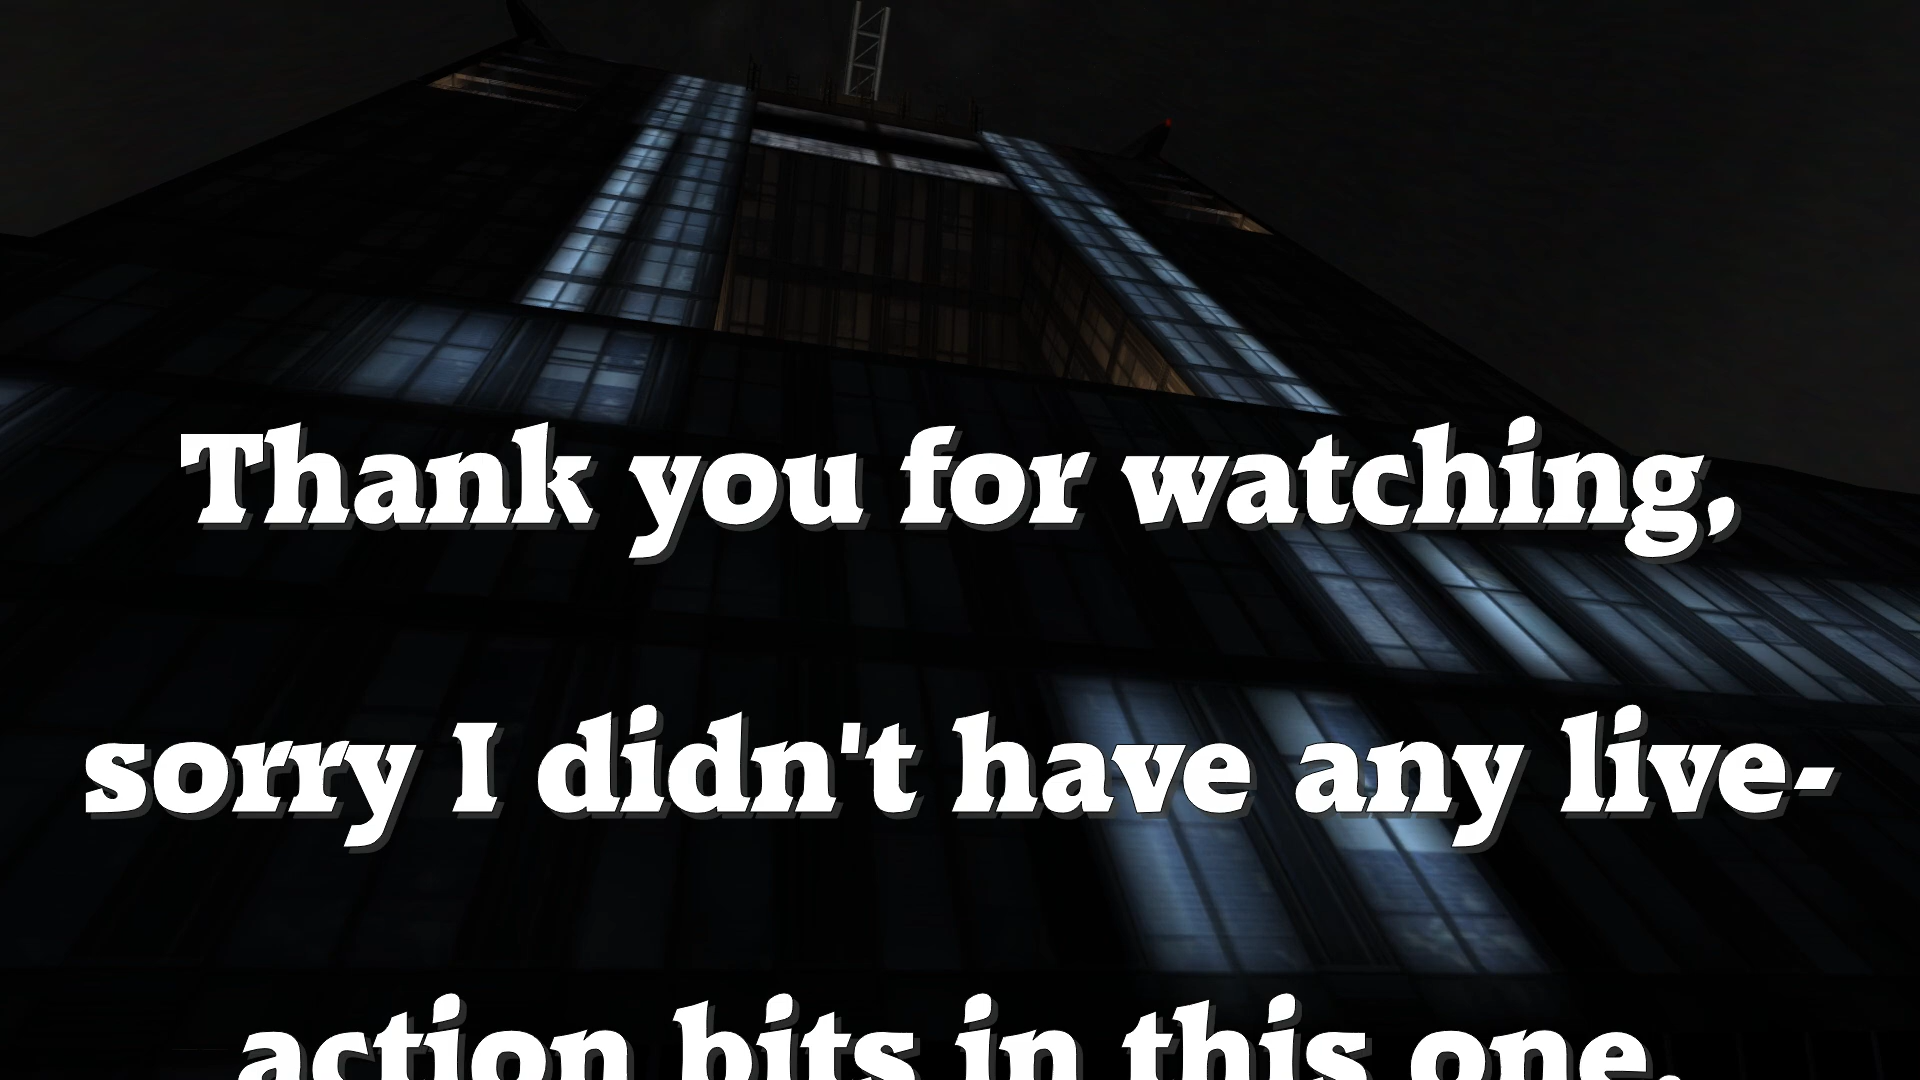 Thank you for watching,
sorry I didn't have any live-
action bits in this one.